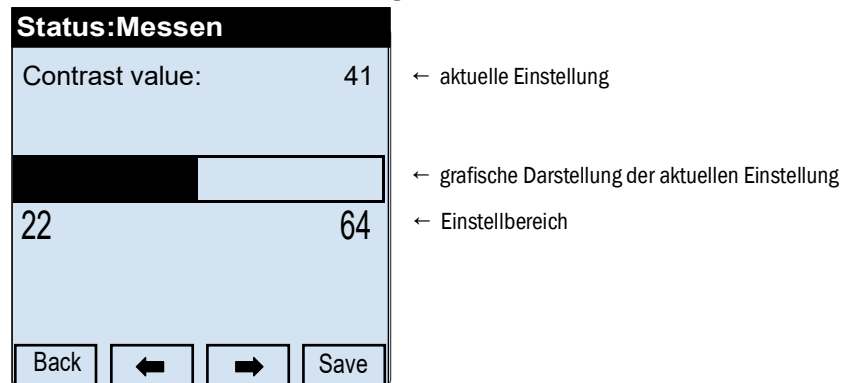 Status:Messen
Contrast value: 41 ← aktuelle Einstellung
← grafische Darstellung der aktuellen Einstellung
22 64 ← Einstellbereich
Back ⬅ ➡ Save